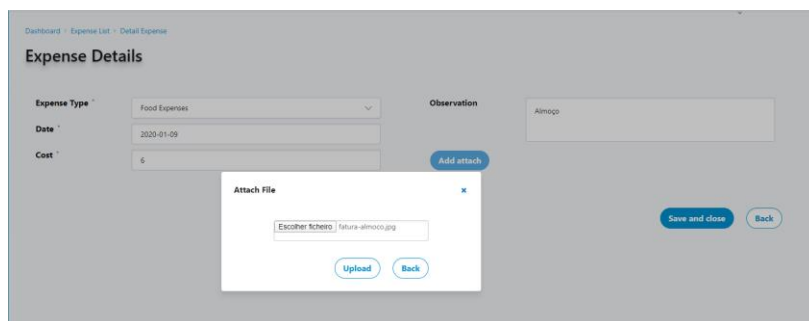 Dashboard > Expense List > Detail Expense
Expense Details
Expense Type *
Food Expenses
Observation
Almoço
Date *
2020-01-09
Cost *
6
Add attach
Attach File
×
Escolher ficheiro fatura-almoco.jpg
Upload
Back
Save and close
Back